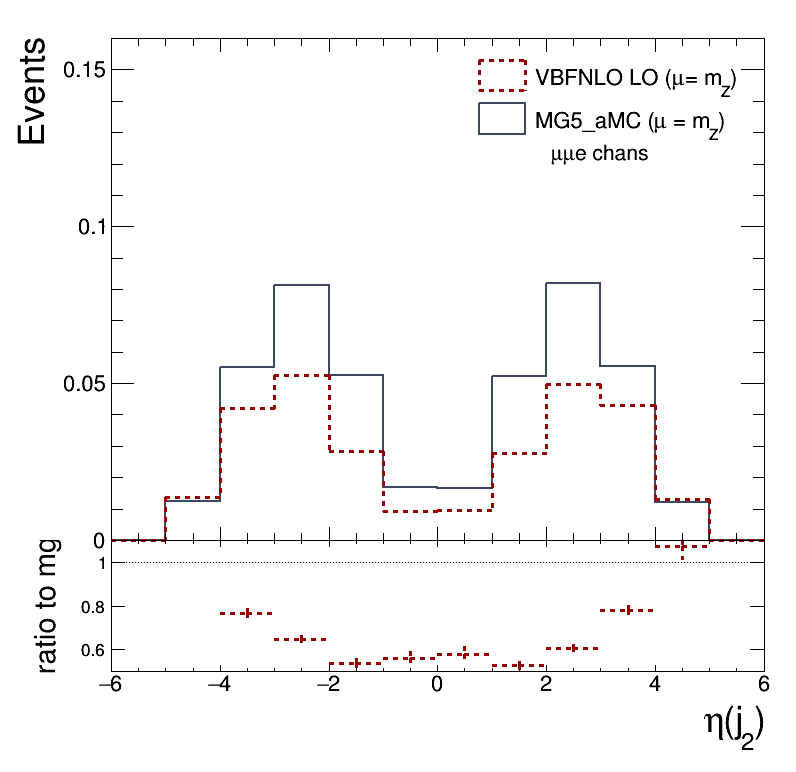 Events
0.15
0.1
0.05
0
VBFNLO LO (μ= m_Z)
MG5_aMC (μ = m_Z)
μμe chans
ratio to mg
1
0.8
0.6
−6 −4 −2 0 2 4 6
η(j_2)